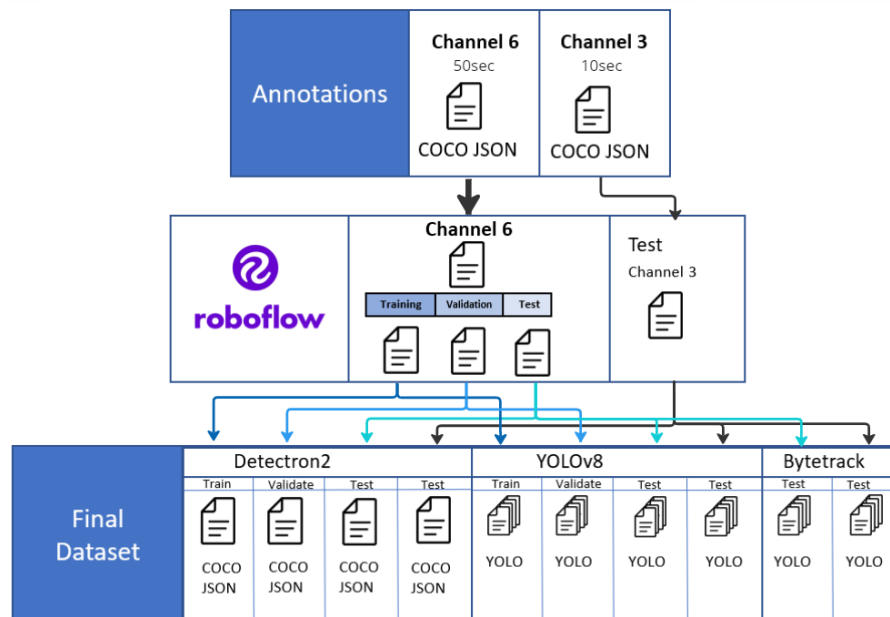 Annotations
Channel 6
50sec
COCO JSON
Channel 3
10sec
COCO JSON
roboflow
Channel 6
Training Validation Test
Test
Channel 3
Final
Dataset
Detectron2 YOLOv8 Bytetrack
Train Validate Test Test Train Validate Test Test Test Test
COCO COCO COCO COCO YOLO YOLO YOLO YOLO YOLO YOLO
JSON JSON JSON JSON